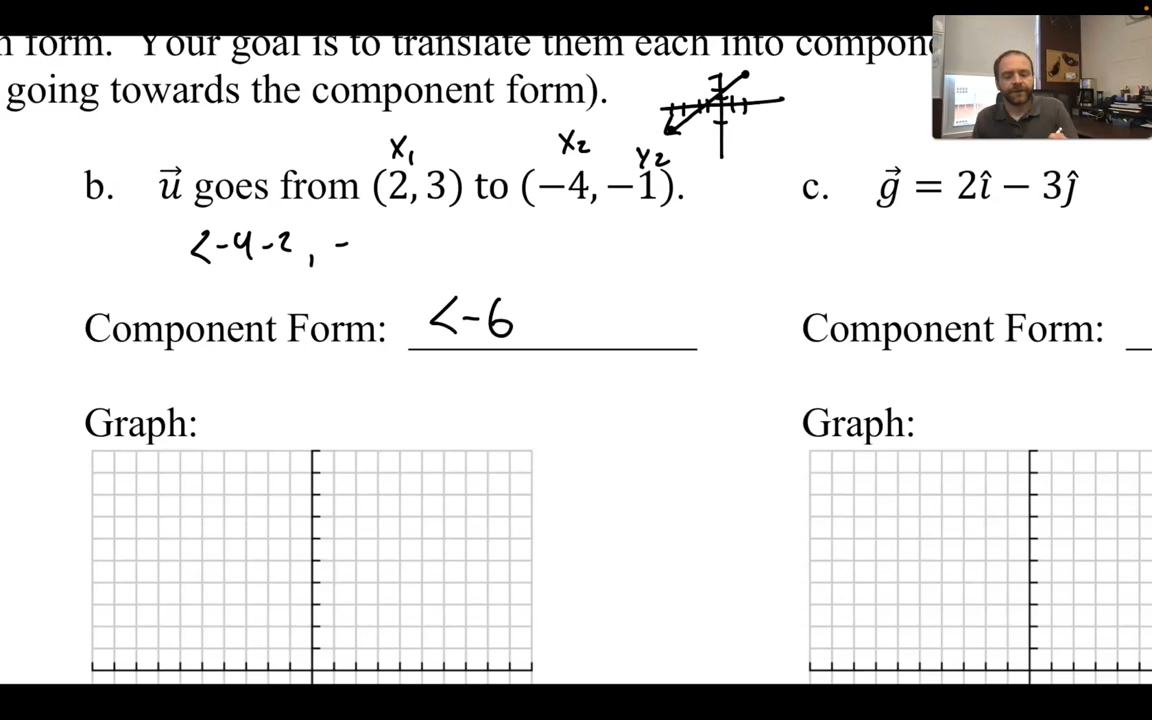 n form. Your goal is to translate them each into compone
going towards the component form).
X₁ X₂ Y₂
b. u⃗ goes from (2, 3) to (−4, −1).
<-4-2, -
Component Form: <-6
Graph:
c. g⃗ = 2î − 3ĵ
Component Form:
Graph: